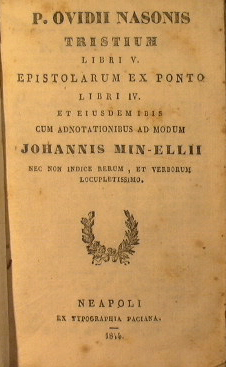 P. OVIDII NASONIS
TRISTIUM
LIBRI V.
EPISTOLARUM EX PONTO
LIBRI IV.
ET EIUSDEM IBIS
CUM ADNOTATIONIBUS AD MODUM
JOHANNIS MIN-ELLII
NEC NON INDICE RERUM, ET VERBORUM
LOCUPLETISSIMO.
NEAPOLI
EX TYPOGRAPHIA PACIANA.
1844